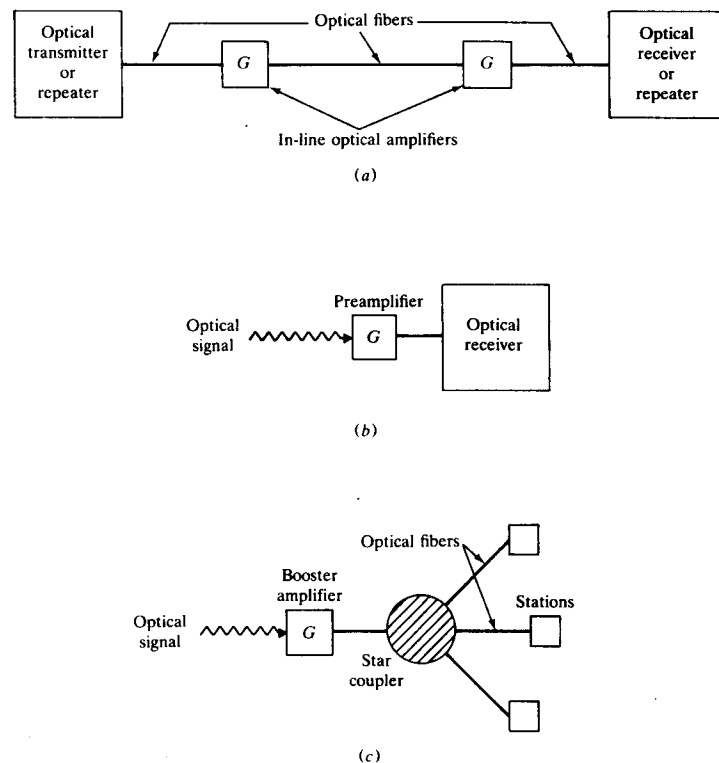 Optical
transmitter
or
repeater
Optical fibers
G
G
Optical
receiver
or
repeater
In-line optical amplifiers
(a)
Preamplifier
Optical
signal
G
Optical
receiver
(b)
Optical fibers
Booster
amplifier
Optical
signal
G
Stations
Star
coupler
(c)